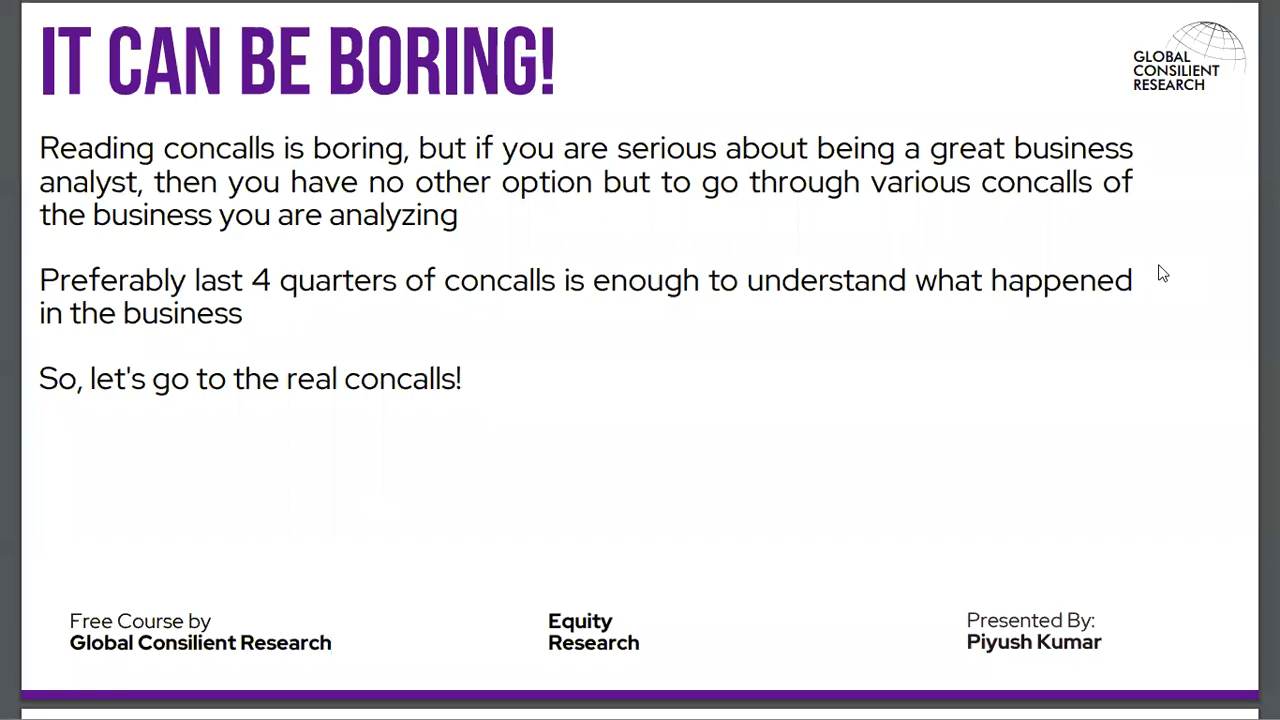 IT CAN BE BORING!
GLOBAL
CONSILIENT
RESEARCH
Reading concalls is boring, but if you are serious about being a great business
analyst, then you have no other option but to go through various concalls of
the business you are analyzing
Preferably last 4 quarters of concalls is enough to understand what happened
in the business
So, let's go to the real concalls!
Free Course by
Global Consilient Research
Equity
Research
Presented By:
Piyush Kumar